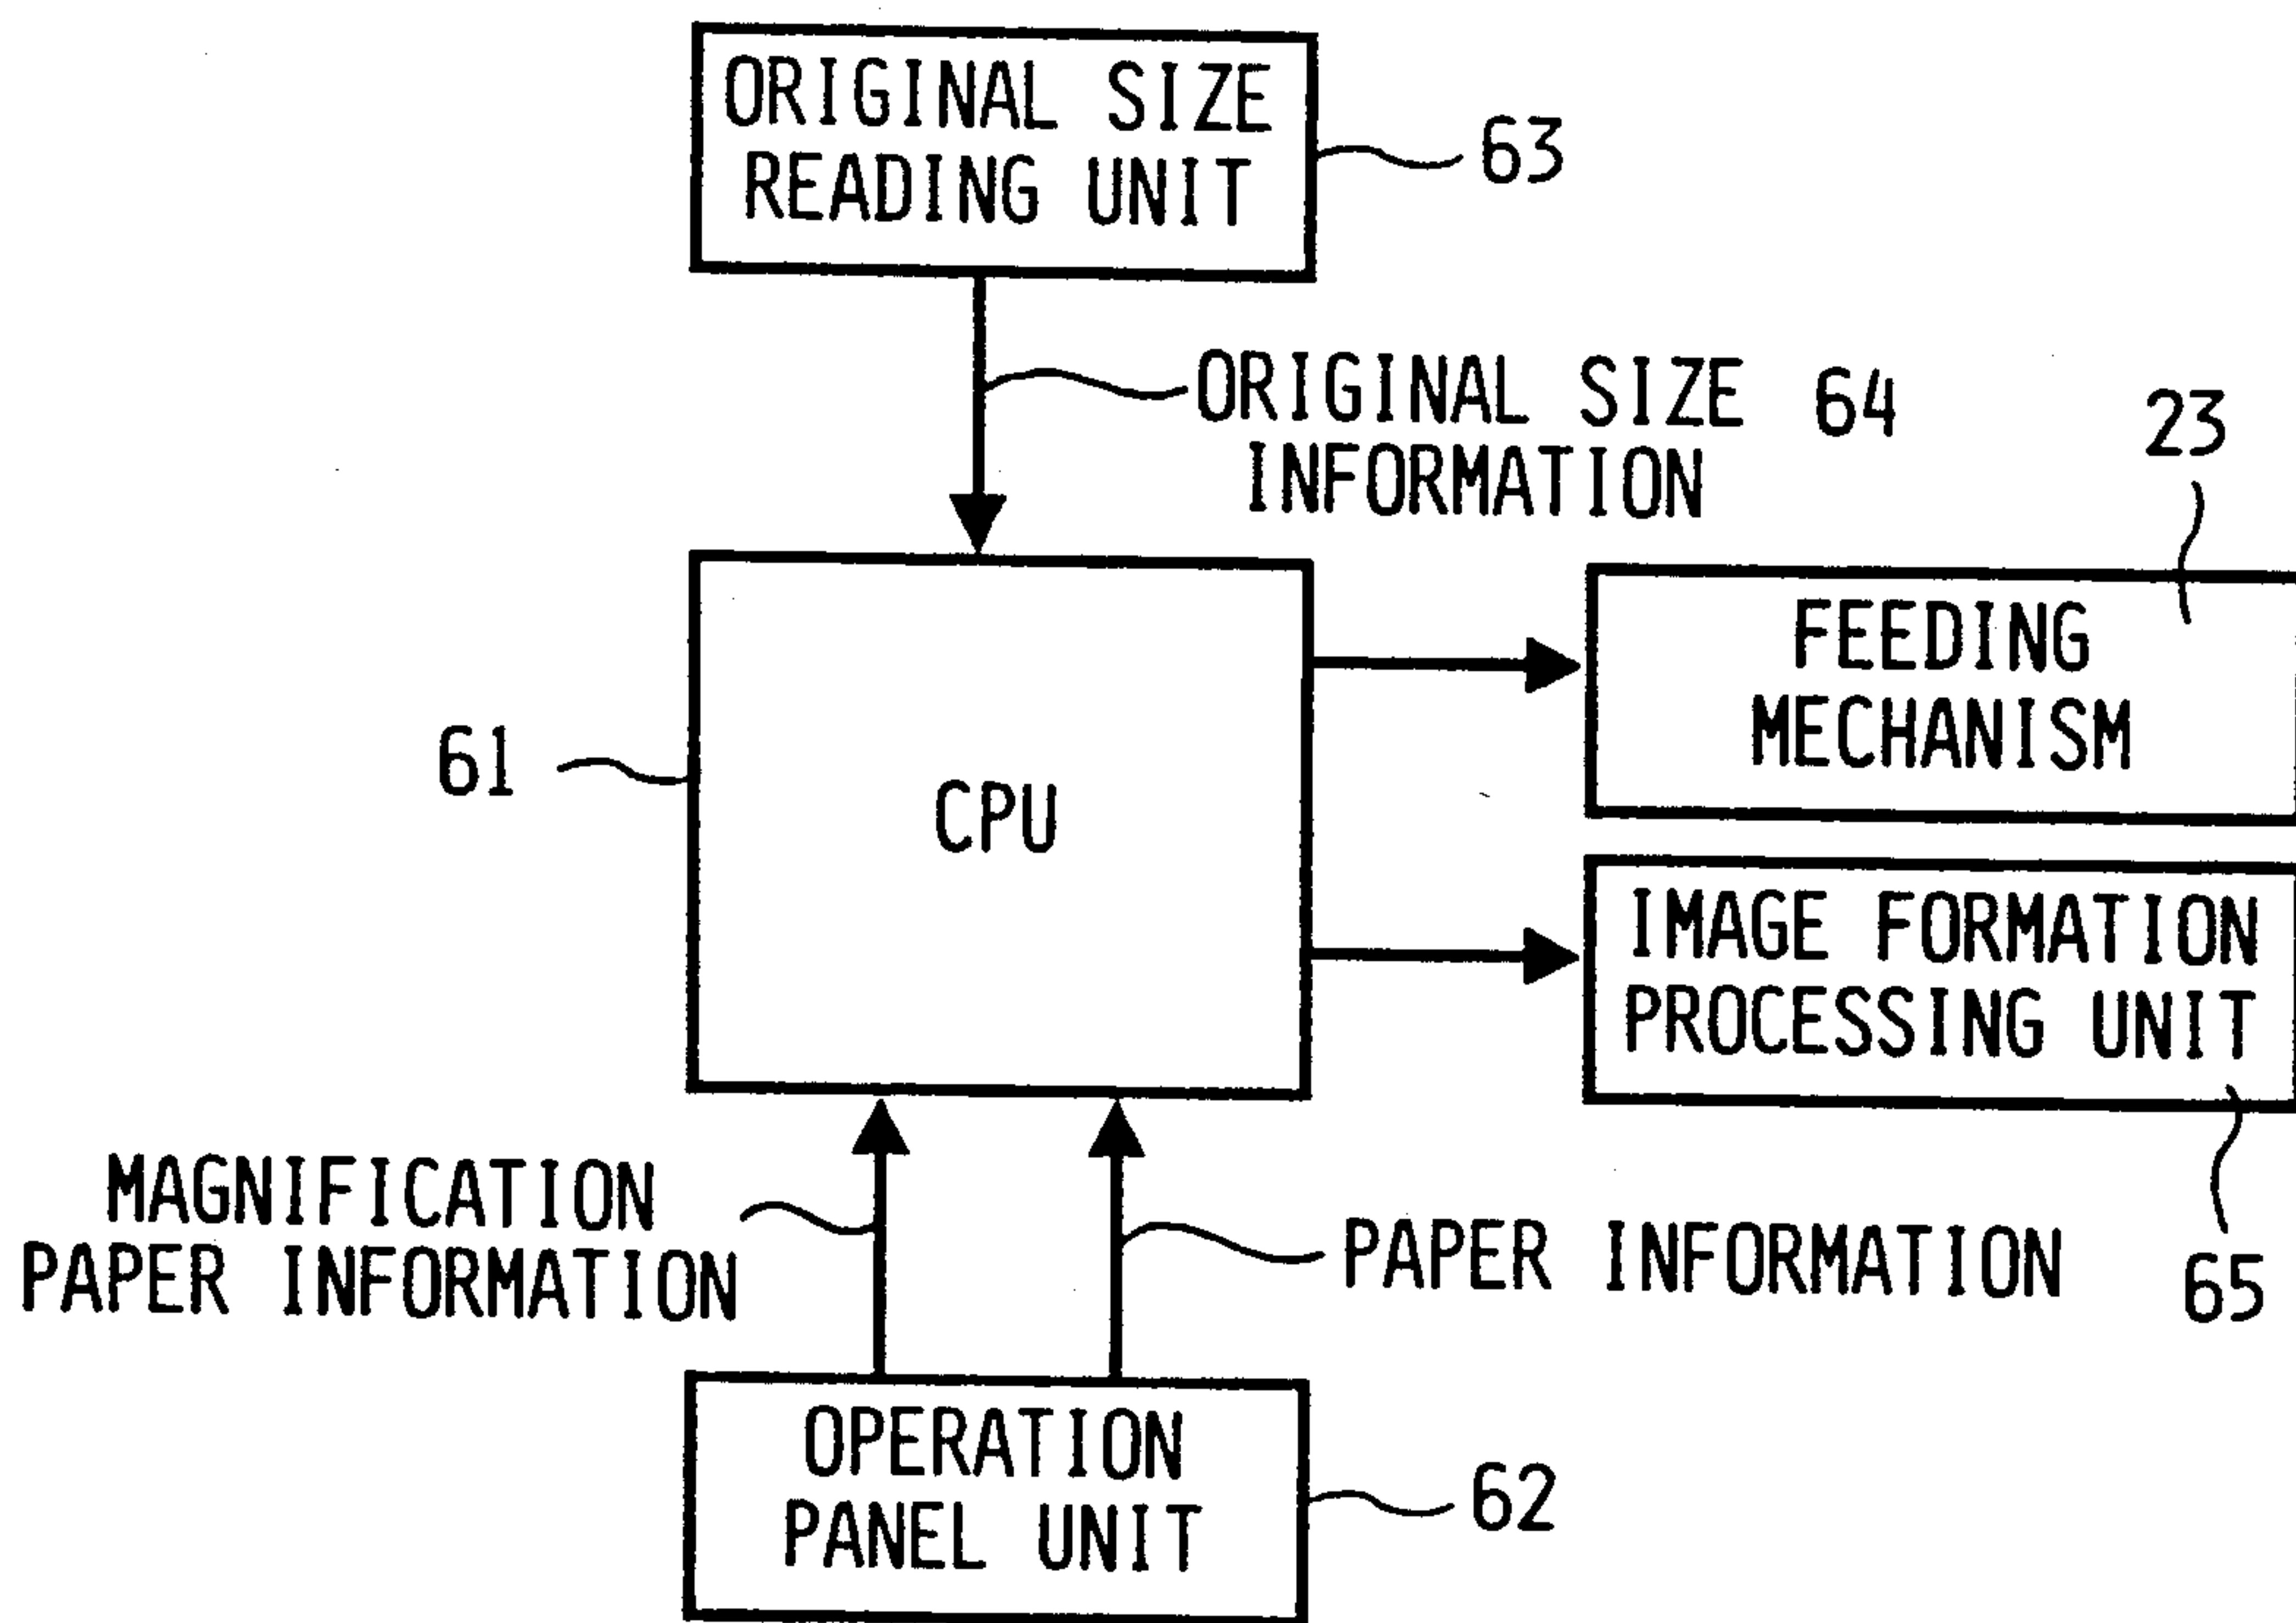 ORIGINAL SIZE
READING UNIT
63
ORIGINAL SIZE 64
INFORMATION
23
FEEDING
MECHANISM
61
CPU
IMAGE FORMATION
PROCESSING UNIT
MAGNIFICATION
PAPER INFORMATION
PAPER INFORMATION
65
OPERATION
PANEL UNIT
62